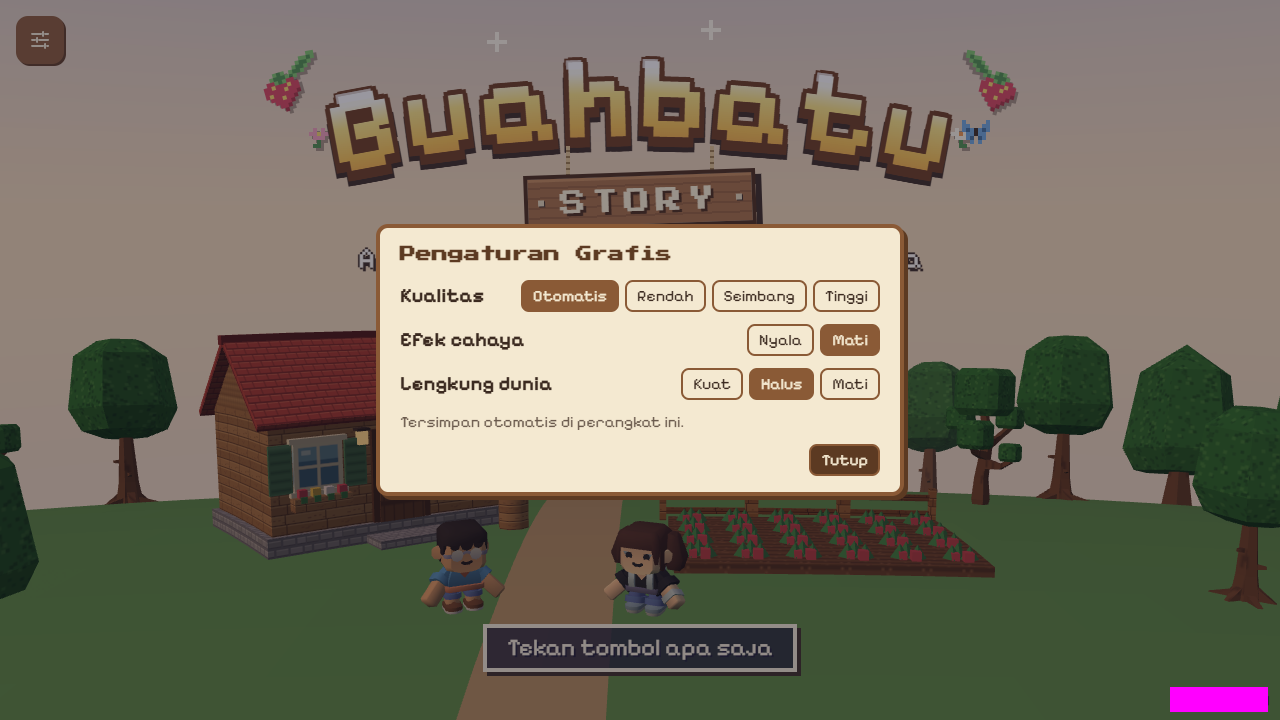 Buahbatu
STORY
Pengaturan Grafis
Kualitas Otomatis Rendah Seimbang Tinggi
Efek cahaya Nyala Mati
Lengkung dunia Kuat Halus Mati
Tersimpan otomatis di perangkat ini.
Tutup
Tekan tombol apa saja